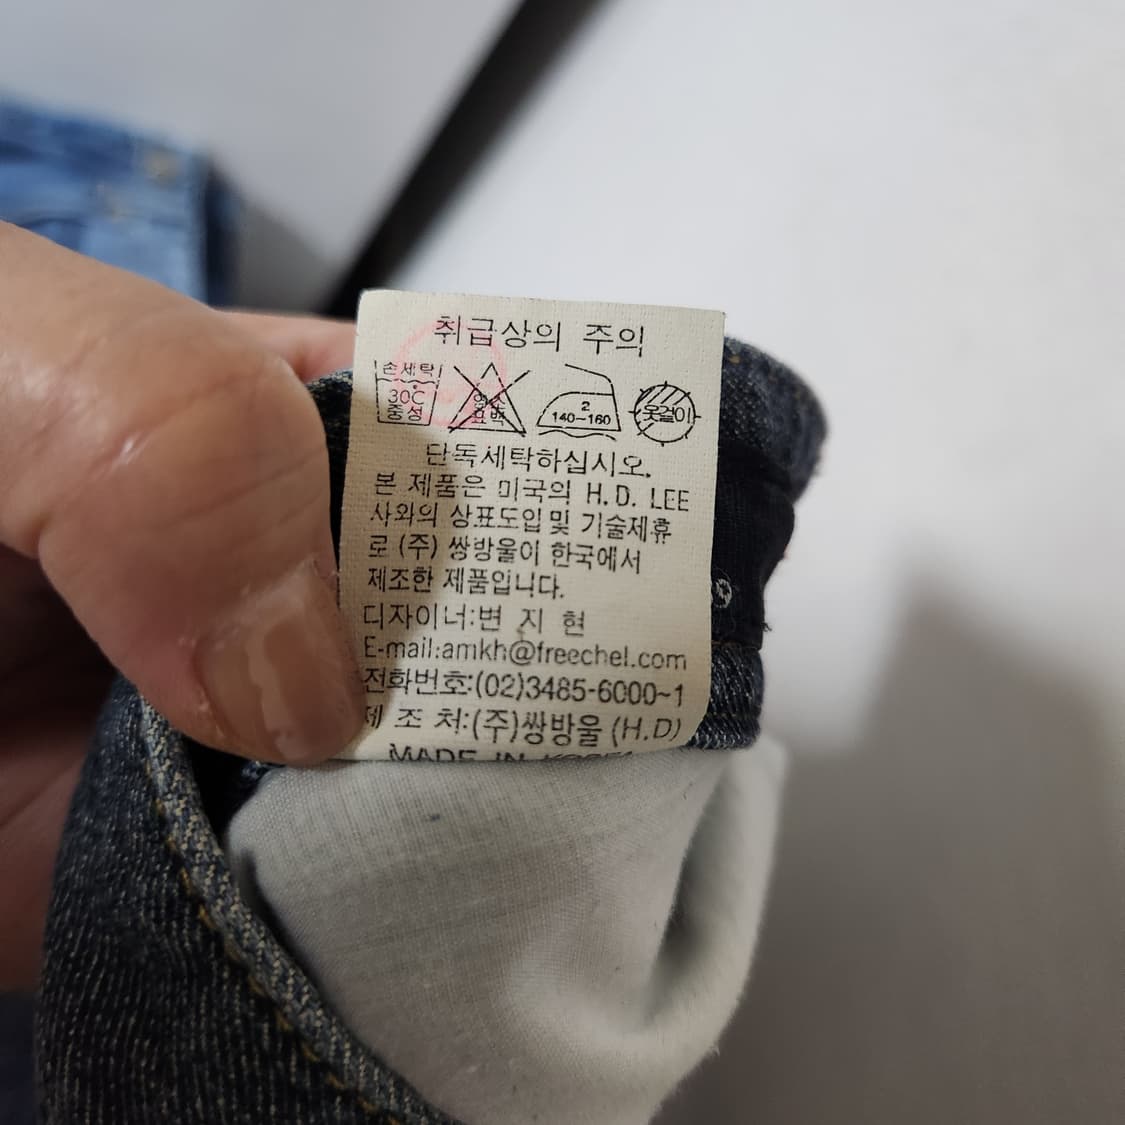 취급상의 주의
손세탁 30C 중성
염소 표백
2 140~160
옷걸이
단독세탁하십시오.
본 제품은 미국의 H.D. LEE
사와의 상표도입및 기술제휴
로 (주) 쌍방울이 한국에서
제조한 제품입니다.
디자이너:변 지 현
E-mail:amkh@freechel.com
전화번호:(02)3485-6000~1
제 조 처:(주)쌍방울 (H.D)
MADE IN KOREA